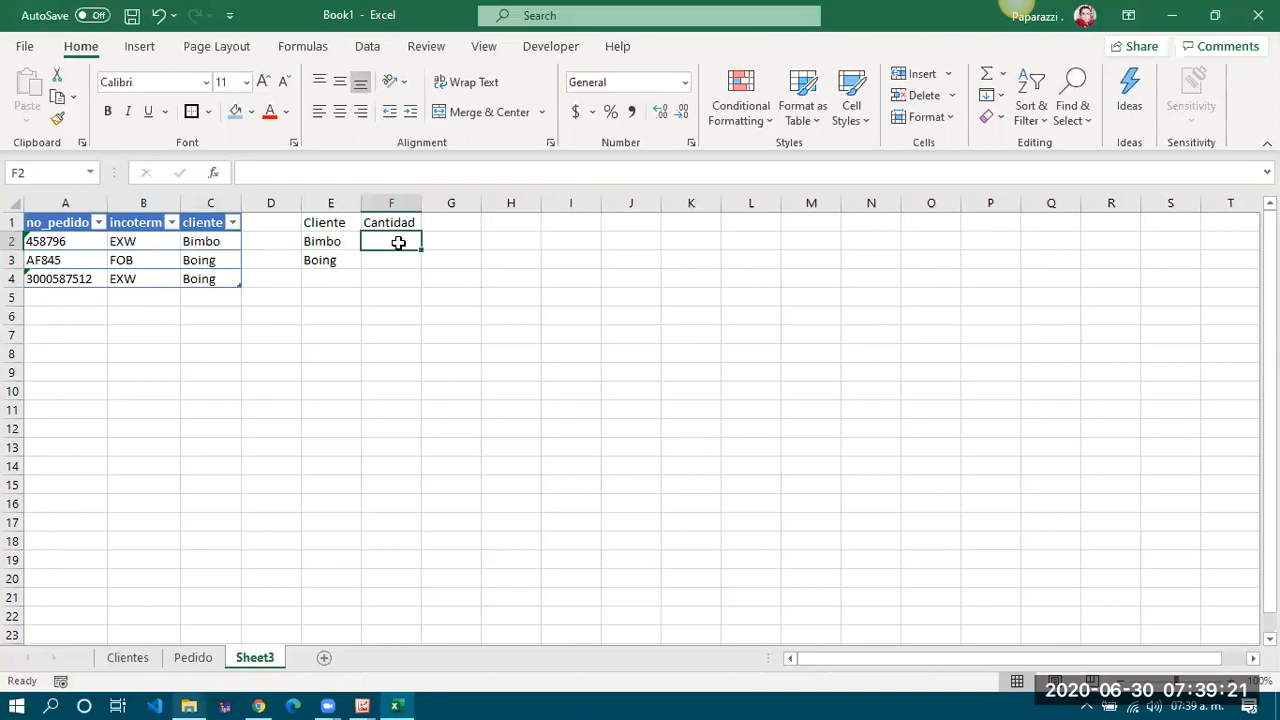 AutoSave Off Book1 - Excel Search Paparazzi .
File Home Insert Page Layout Formulas Data Review View Developer Help Share Comments
Paste Calibri 11 Wrap Text General Conditional Formatting Format as Table Cell Styles Insert Sort & Filter Find & Select Ideas Sensitivity
B I U Merge & Center $ % Delete
Format
Clipboard Font Alignment Number Styles Cells Ideas Sensitivity
F2 fx
A B C D E F G H I J K L M N O P Q R S T
1 no_pedido incoterm cliente Cliente Cantidad
2 458796 EXW Bimbo Bimbo
3 AF845 FOB Boing Boing
4 3000587512 EXW Boing
5
6
7
8
9
10
11
12
13
14
15
16
17
18
19
20
21
22
23
Clientes Pedido Sheet3
Ready 100%
2020-06-30 07:39:21
07:39 a. m.